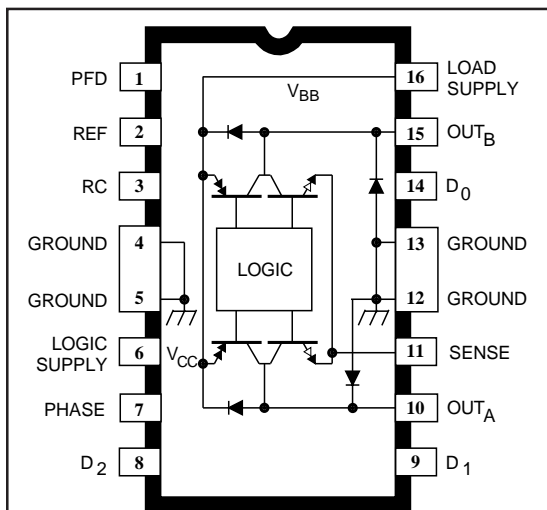 PFD 1
REF 2
RC 3
GROUND 4
GROUND 5
LOGIC
SUPPLY 6
PHASE 7
D2 8
VBB
LOGIC
VCC
16 LOAD
SUPPLY
15 OUTB
14 D0
13 GROUND
12 GROUND
11 SENSE
10 OUTA
9 D1